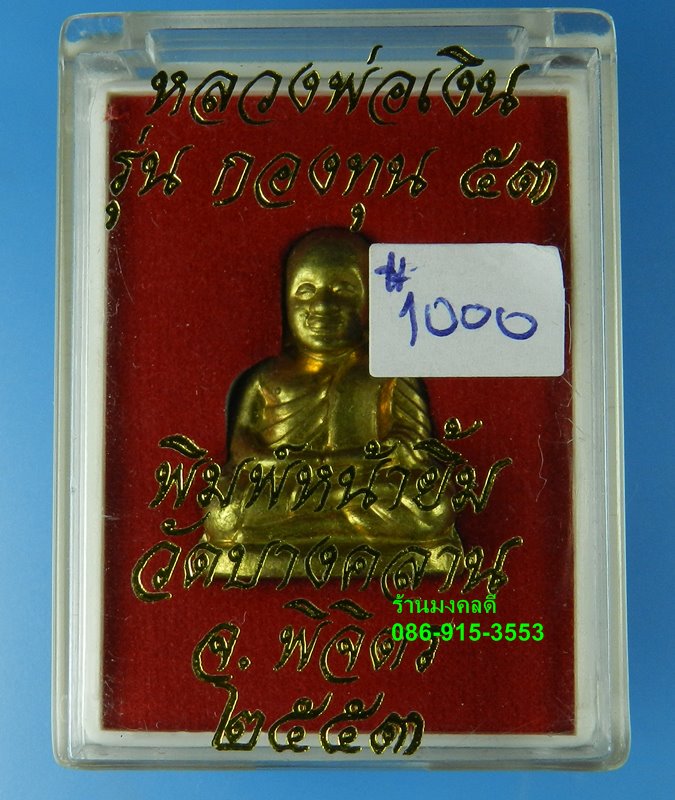 หลวงพ่อเงิน
รุ่น กองทุน ๕๓
#1000
พิมพ์หน้ายิ้ม
วัดบางคลาน
ร้านมงคลดี
086-915-3553
จ. พิจิตร
๒๕๕๓